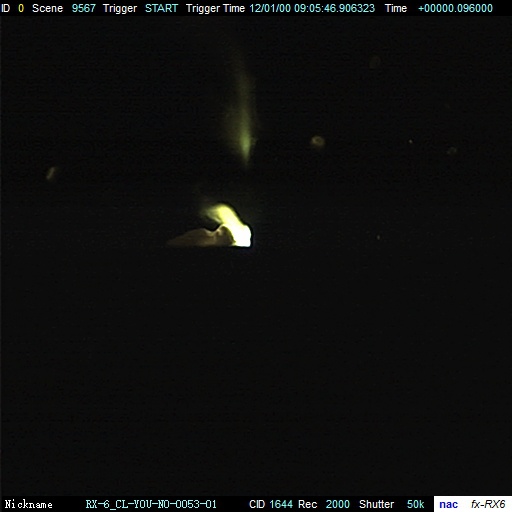 ID 0 Scene 9567 Trigger START Trigger Time 12/01/00 09:05:46.906323 Time +00000.096000
Nickname RX-6_CL-YOU-NO-0053-01 CID 1644 Rec 2000 Shutter 50k nac fx-RX6